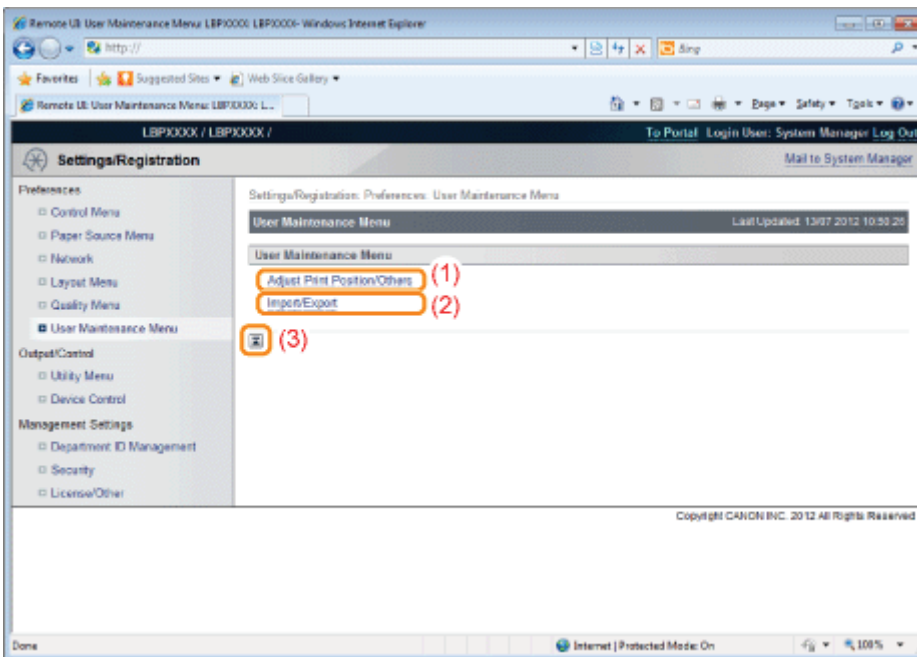 Remote UI: User Maintenance Menu: LBPXXXX: LBPXXXX- Windows Internet Explorer
http://
Bing
Favorites Suggested Sites Web Slice Gallery
Remote UI: User Maintenance Menu: LBPXXXX: L...
Page Safety Tools
LBPXXXX / LBPXXXX /
To Portal Login User: System Manager Log Out
Settings/Registration
Mail to System Manager
Preferences
Control Menu
Paper Source Menu
Network
Layout Menu
Quality Menu
User Maintenance Menu
Output/Control
Utility Menu
Device Control
Management Settings
Department ID Management
Security
License/Other
Settings/Registration: Preferences: User Maintenance Menu
User Maintenance Menu
Last Updated: 13/07 2012 10:50:26
User Maintenance Menu
Adjust Print Position/Others (1)
Import/Export (2)
(3)
Copyright CANON INC. 2012 All Rights Reserved
Done
Internet | Protected Mode: On
100%